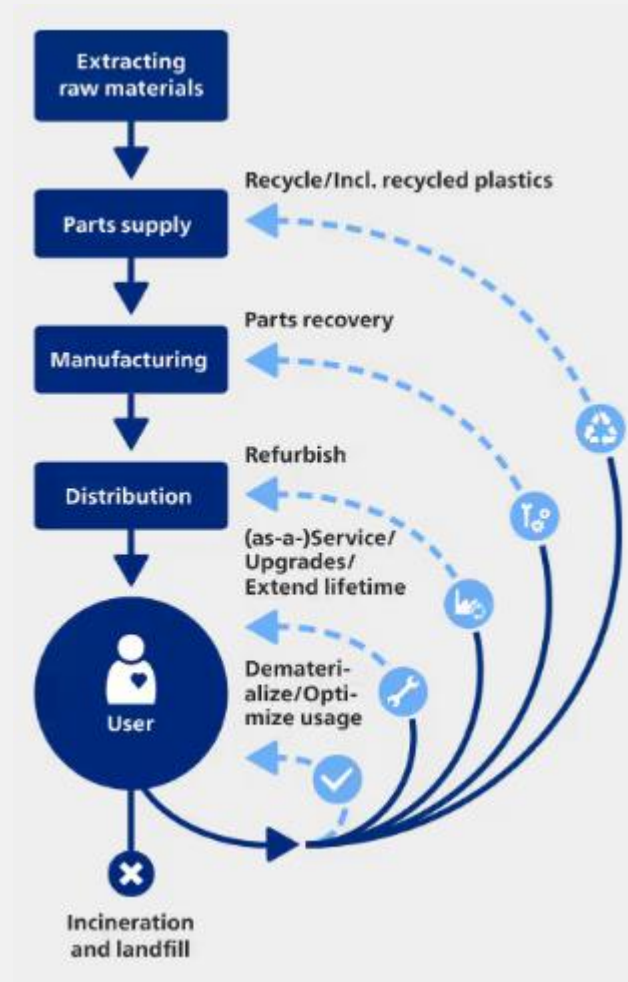 Extracting
raw materials
Recycle/Incl. recycled plastics
Parts supply
Parts recovery
Manufacturing
Refurbish
Distribution
(as-a-)Service/
Upgrades/
Extend lifetime
Demateri-
alize/Opti-
mize usage
User
Incineration
and landfill